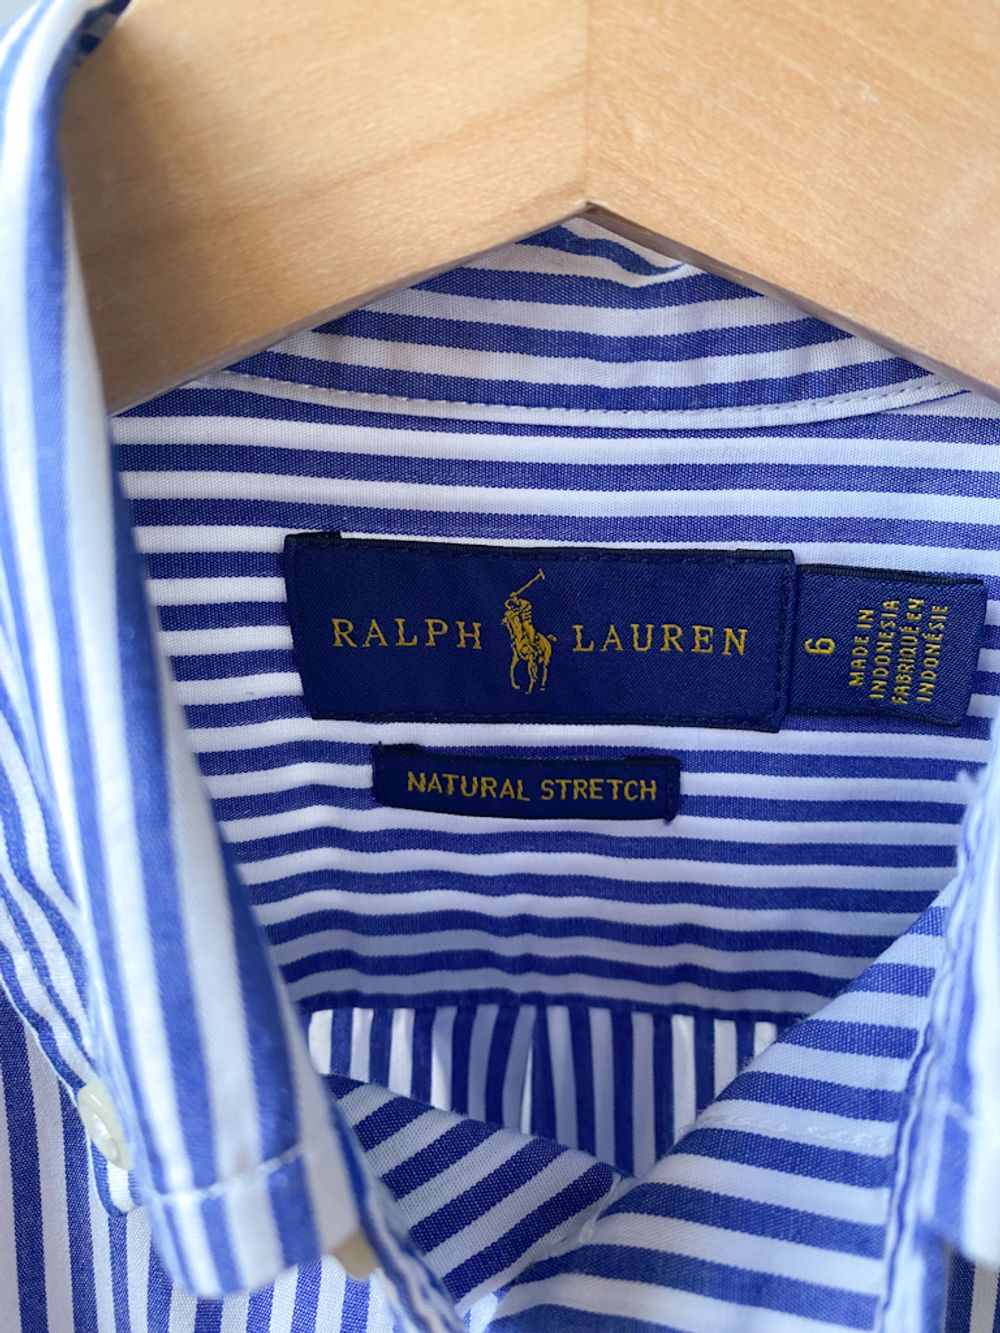 RALPH LAUREN
6
MADE IN
INDONESIA
FABRIQUÉ EN
INDONÉSIE
NATURAL STRETCH